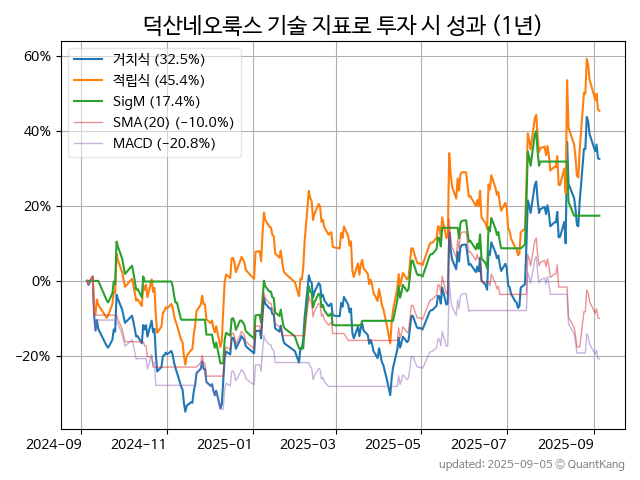 덕산네오룩스 기술 지표로 투자 시 성과 (1년)
60%
40%
20%
0%
−20%
거치식 (32.5%)
적립식 (45.4%)
SigM (17.4%)
SMA(20) (−10.0%)
MACD (−20.8%)
2024-09
2024-11
2025-01
2025-03
2025-05
2025-07
2025-09
updated: 2025-09-05 © QuantKang